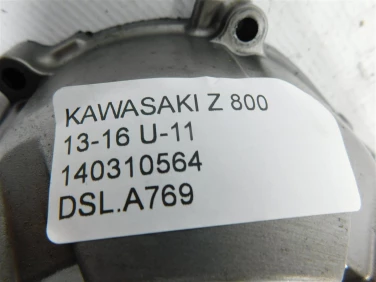 KAWASAKI Z 800
13-16 U-11
140310564
DSL.A769